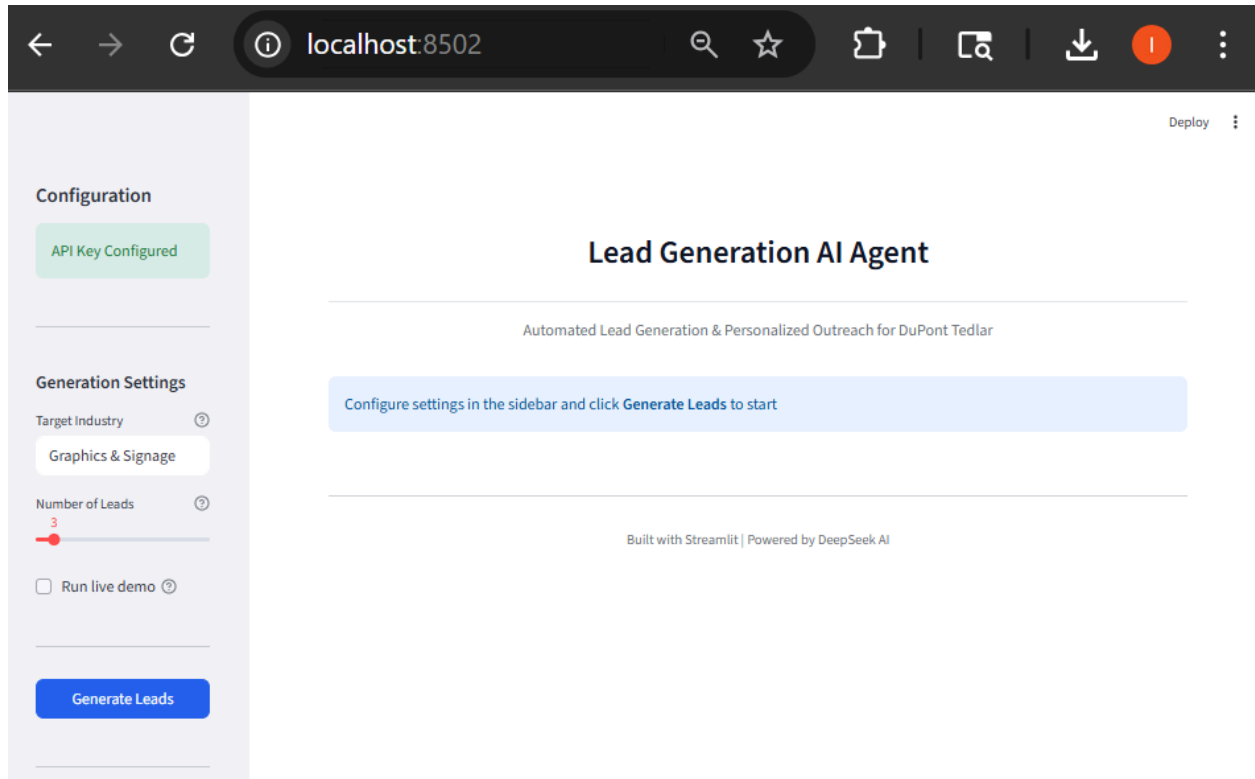 localhost:8502
I
Deploy
Configuration
API Key Configured
Generation Settings
Target Industry
Graphics & Signage
Number of Leads
3
Run live demo
Generate Leads
Lead Generation AI Agent
Automated Lead Generation & Personalized Outreach for DuPont Tedlar
Configure settings in the sidebar and click Generate Leads to start
Built with Streamlit | Powered by DeepSeek AI